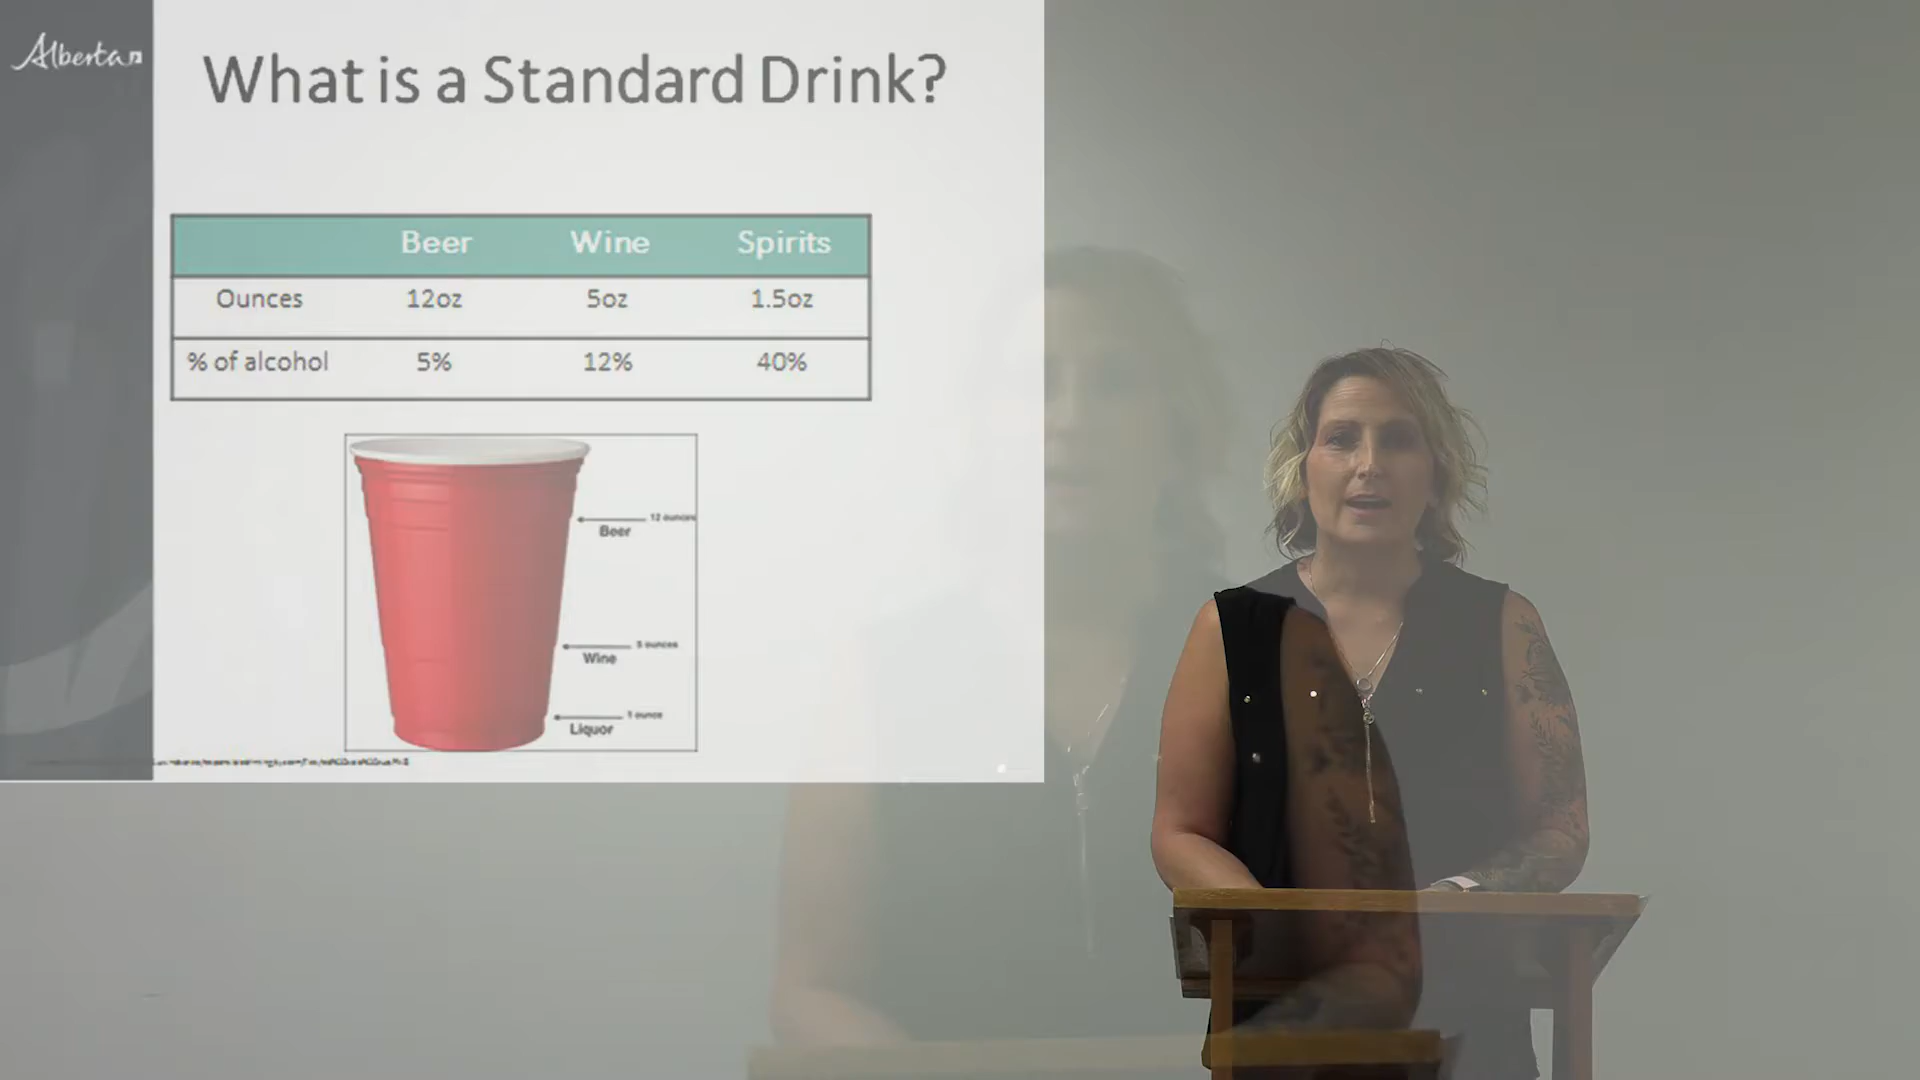 Alberta
What is a Standard Drink?
Beer Wine Spirits
Ounces 12oz 5oz 1.5oz
% of alcohol 5% 12% 40%
12 ounces
Beer
5 ounces
Wine
1 ounce
Liquor